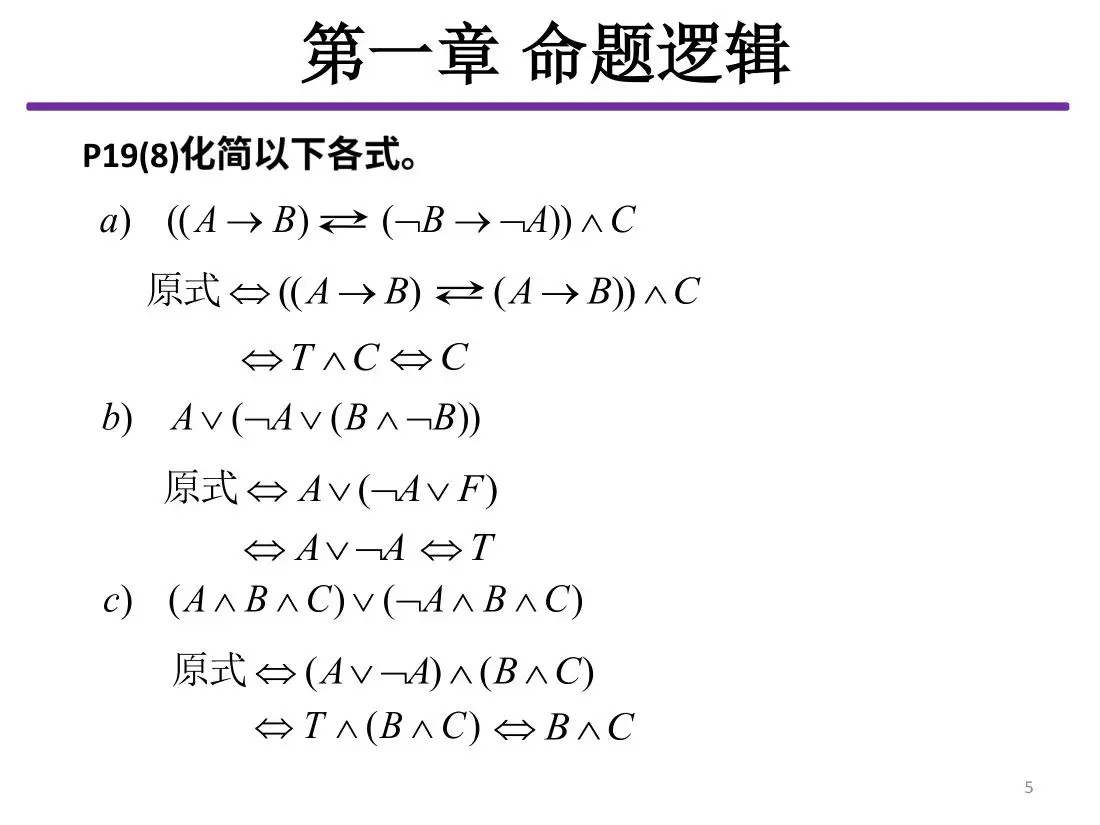 第一章 命题逻辑
P19(8)化简以下各式。
a) ((A → B) ⇄ (¬B → ¬A)) ∧ C
原式 ⇔ ((A → B) ⇄ (A → B)) ∧ C
⇔ T ∧ C ⇔ C
b) A ∨ (¬A ∨ (B ∧ ¬B))
原式 ⇔ A ∨ (¬A ∨ F)
⇔ A ∨ ¬A ⇔ T
c) (A ∧ B ∧ C) ∨ (¬A ∧ B ∧ C)
原式 ⇔ (A ∨ ¬A) ∧ (B ∧ C)
⇔ T ∧ (B ∧ C) ⇔ B ∧ C
5